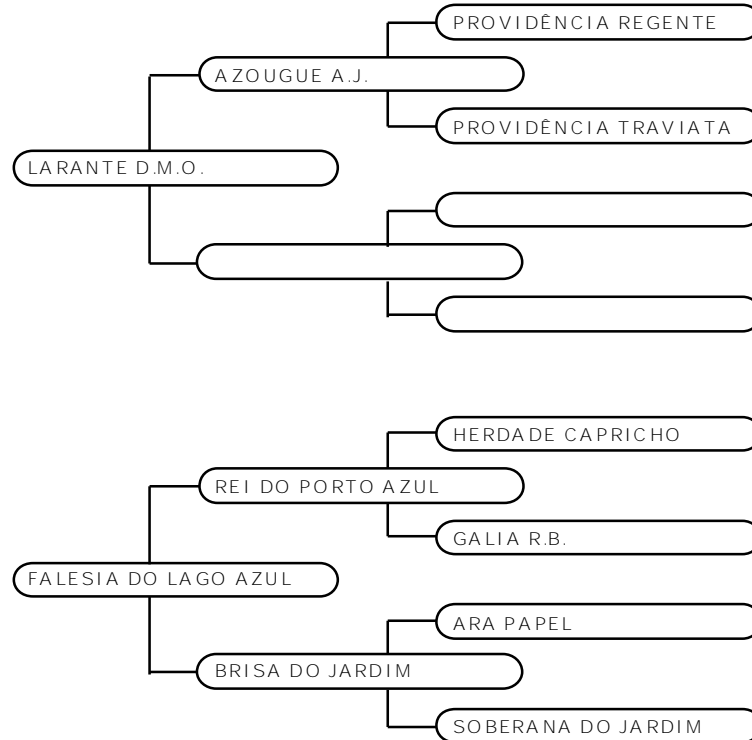 PROVIDÊNCIA REGENTE
AZOUGUE A.J.
PROVIDÊNCIA TRAVIATA
LARANTE D.M.O.
HERDADE CAPRICHO
REI DO PORTO AZUL
GALIA R.B.
FALESIA DO LAGO AZUL
ARA PAPEL
BRISA DO JARDIM
SOBERANA DO JARDIM